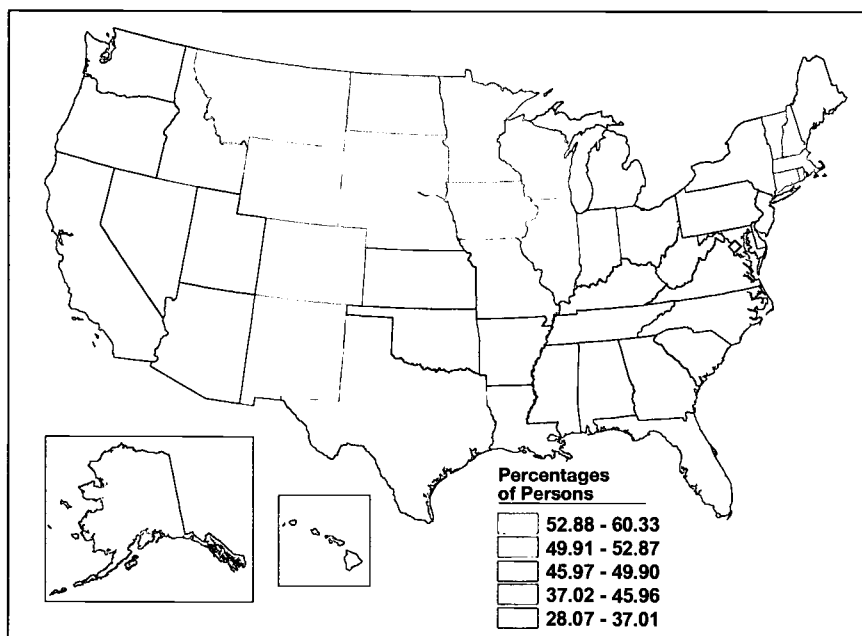 Percentages
of Persons
52.88 - 60.33
49.91 - 52.87
45.97 - 49.90
37.02 - 45.96
28.07 - 37.01